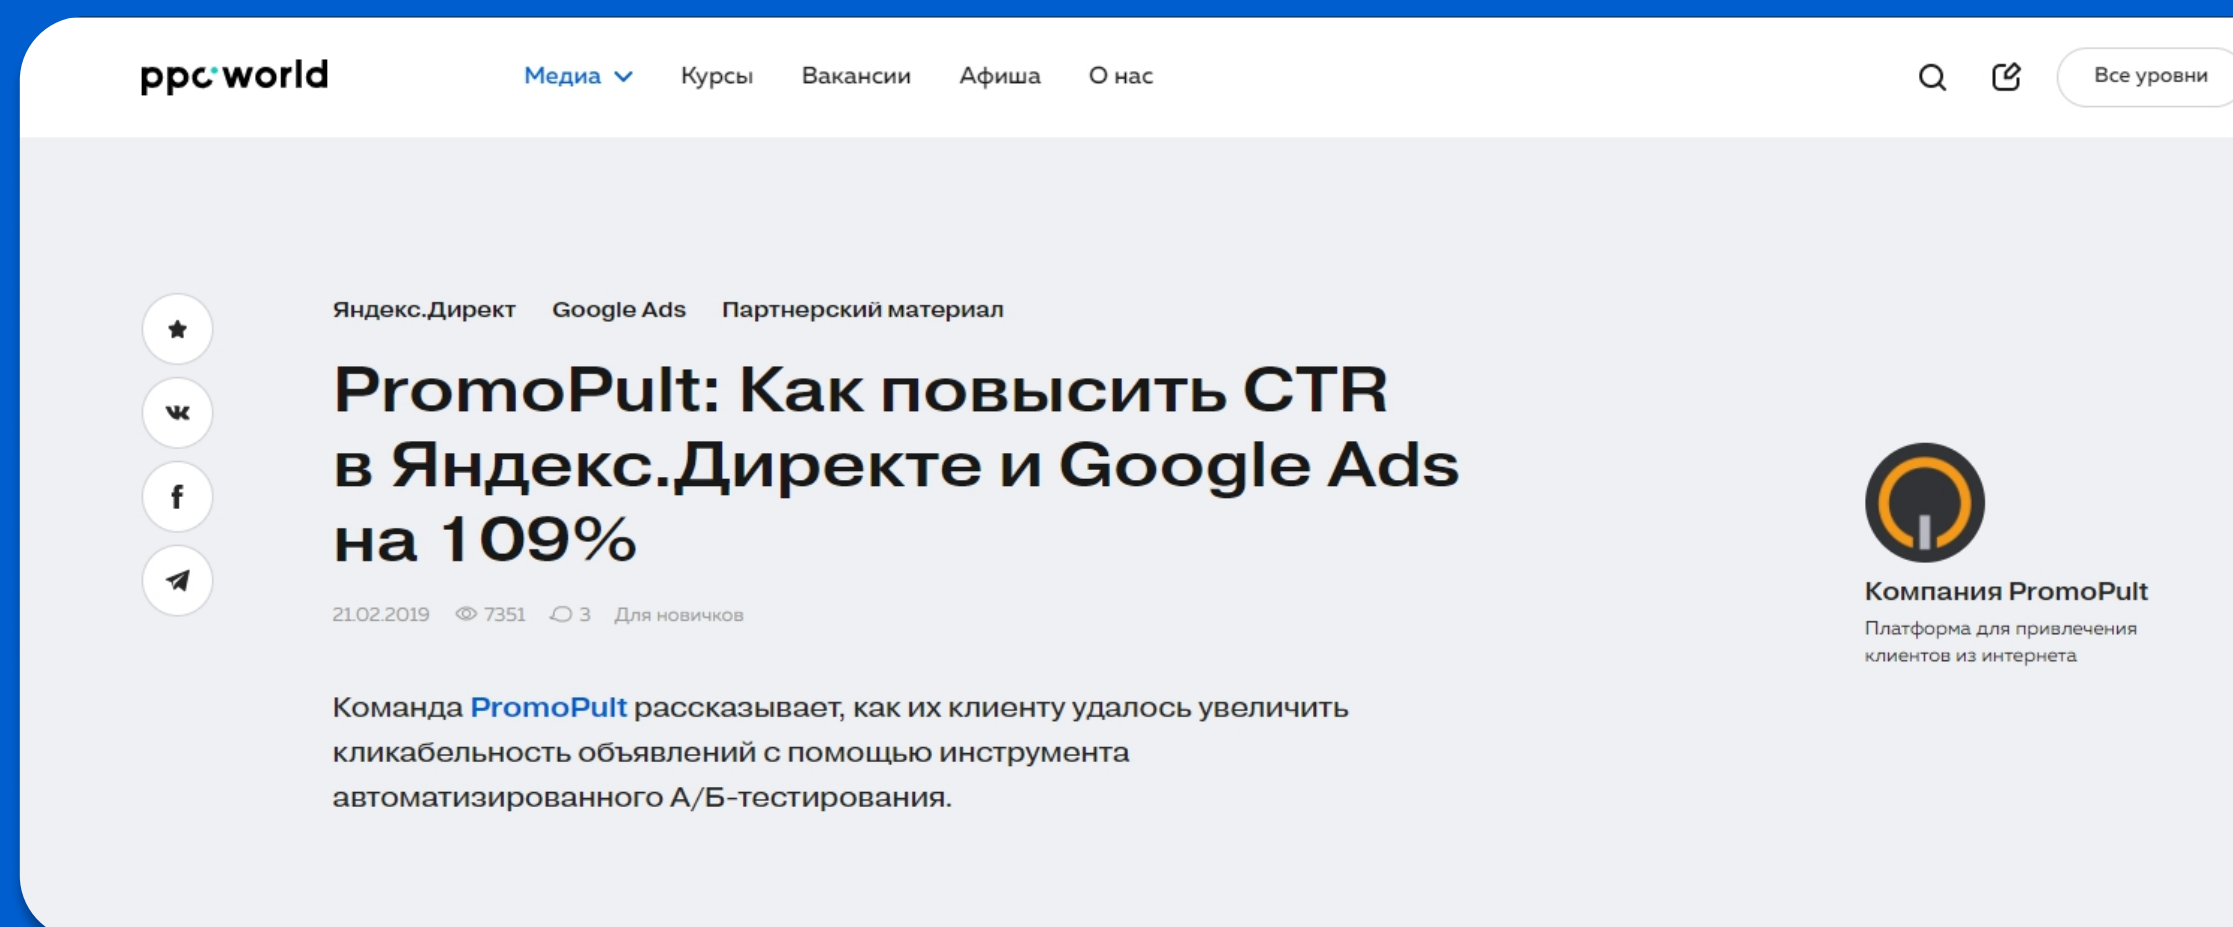 ppc world
Медиа Курсы Вакансии Афиша О нас Все уровни
Яндекс.Директ Google Ads Партнерский материал
PromoPult: Как повысить CTR
в Яндекс.Директе и Google Ads
на 109%
21.02.2019 7351 3 Для новичков
Команда PromoPult рассказывает, как их клиенту удалось увеличить
кликабельность объявлений с помощью инструмента
автоматизированного А/Б-тестирования.
Компания PromoPult
Платформа для привлечения
клиентов из интернета